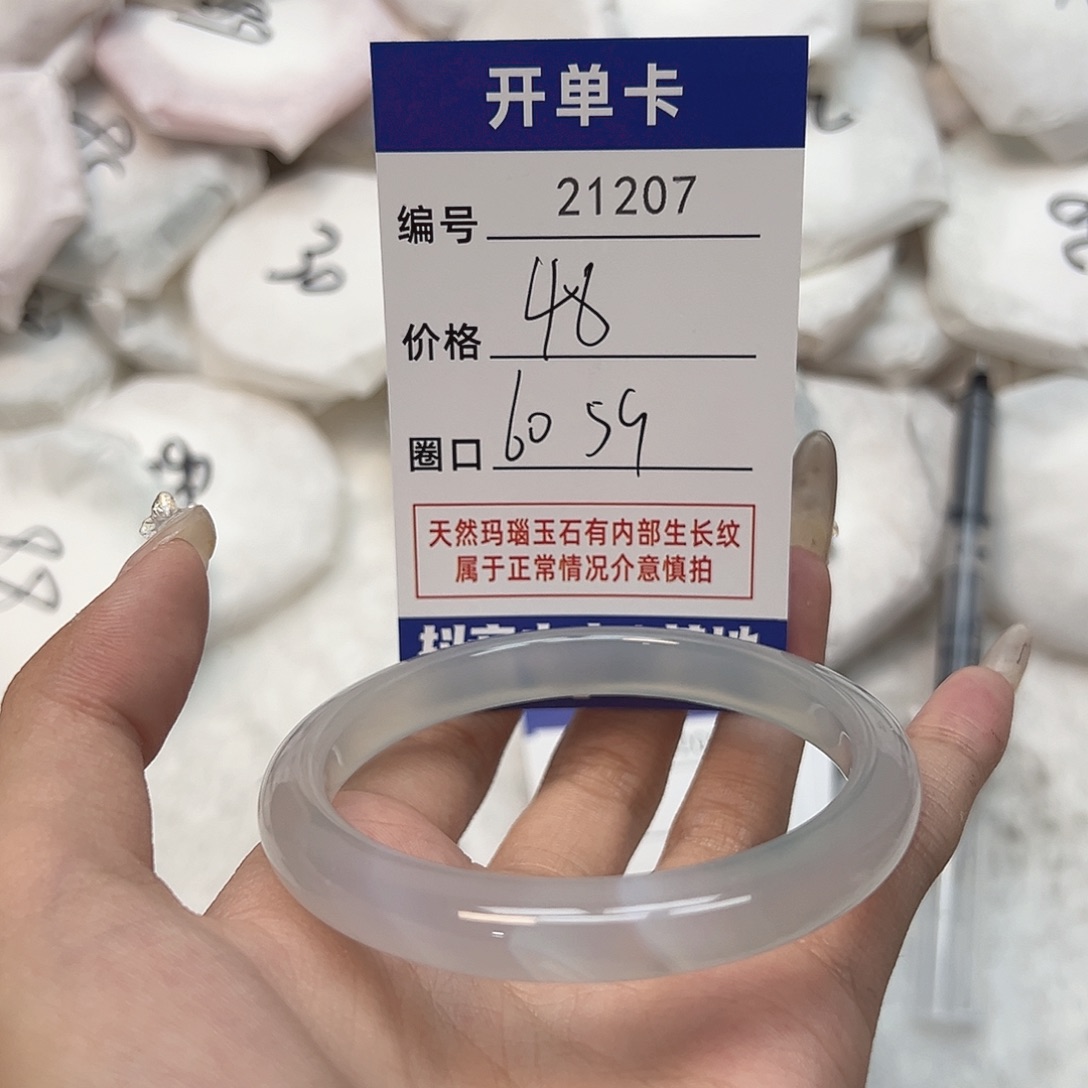 开单卡
编号 21207
价格 48
圈口 60 59
天然玛瑙玉石有内部生长纹
属于正常情况介意慎拍